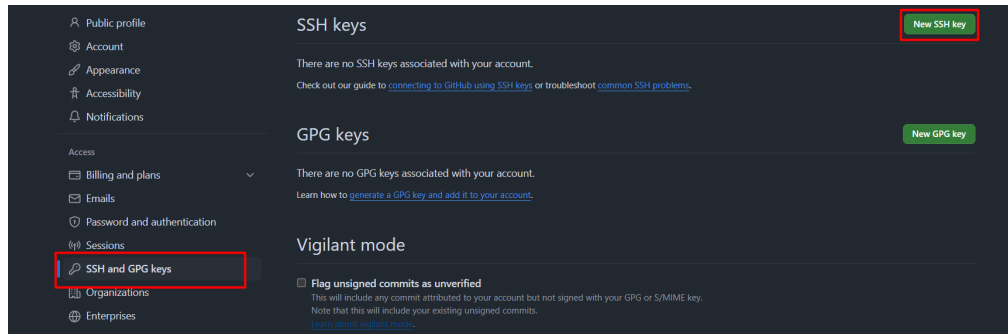 Public profile
Account
Appearance
Accessibility
Notifications
Access
Billing and plans
Emails
Password and authentication
Sessions
SSH and GPG keys
Organizations
Enterprises
SSH keys
New SSH key
There are no SSH keys associated with your account.
Check out our guide to connecting to GitHub using SSH keys or troubleshoot common SSH problems.
GPG keys
New GPG key
There are no GPG keys associated with your account.
Learn how to generate a GPG key and add it to your account.
Vigilant mode
Flag unsigned commits as unverified
This will include any commit attributed to your account but not signed with your GPG or S/MIME key.
Note that this will include your existing unsigned commits.
Learn about vigilant mode.